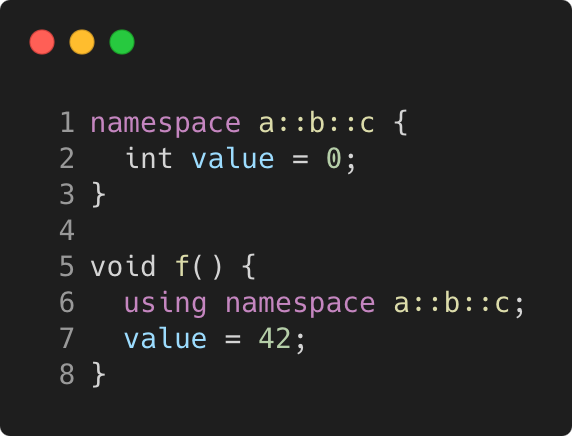 1 namespace a::b::c {
2   int value = 0;
3 }
4
5 void f() {
6   using namespace a::b::c;
7   value = 42;
8 }